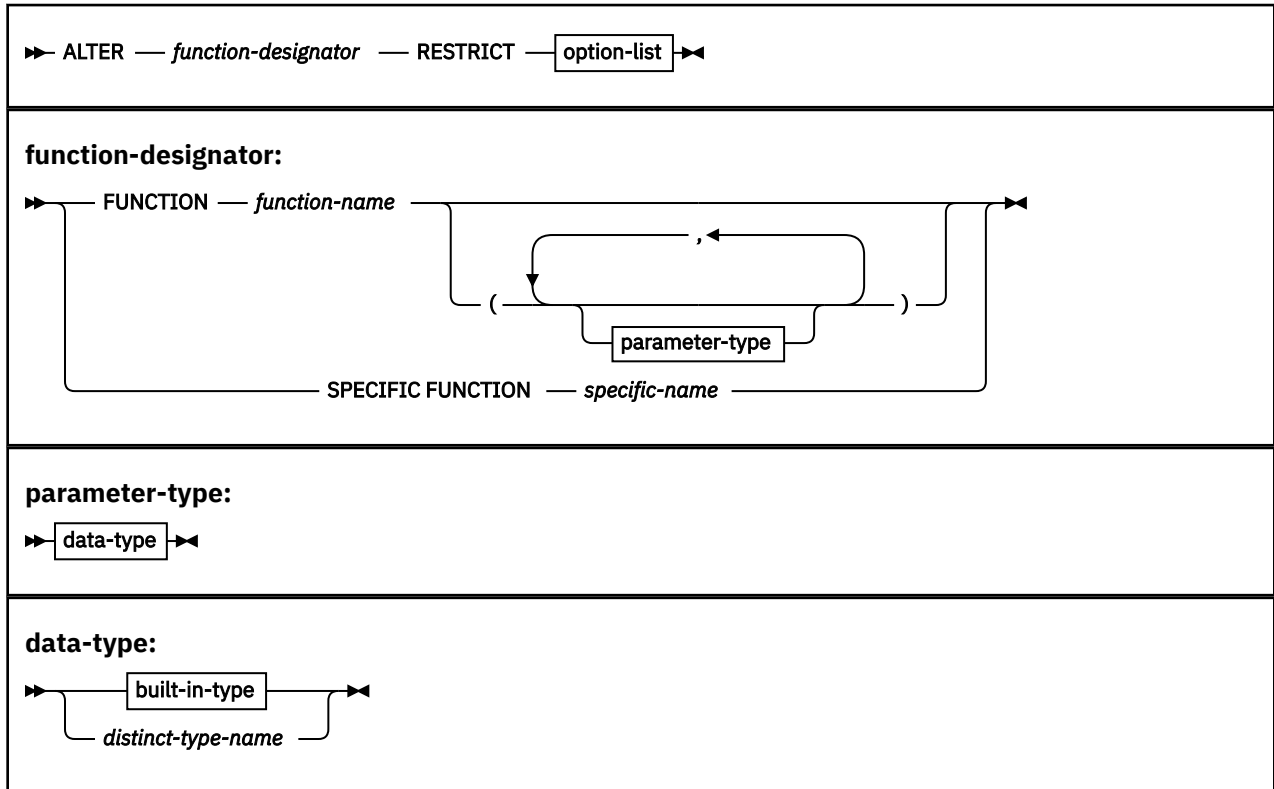 ALTER function-designator RESTRICT option-list
function-designator:
FUNCTION function-name
,
( parameter-type )
SPECIFIC FUNCTION specific-name
parameter-type:
data-type
data-type:
built-in-type
distinct-type-name